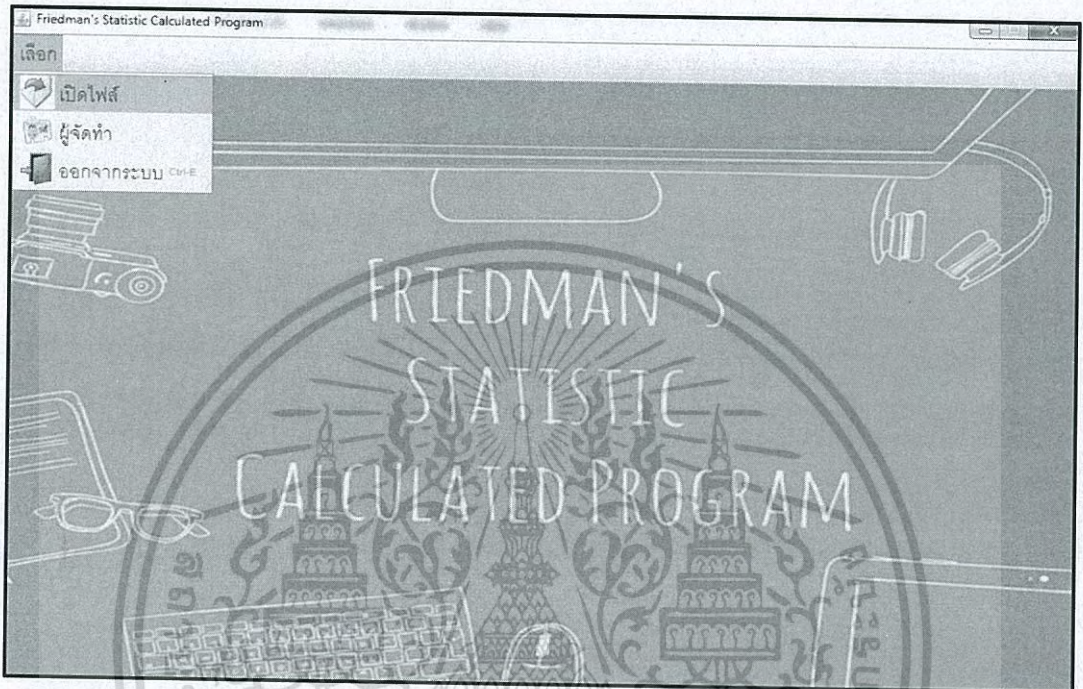 Friedman's Statistic Calculated Program
เลือก
เปิดไฟล์
ผู้จัดทำ
ออกจากระบบ Ctrl-E
FRIEDMAN'S
STATISTIC
CALCULATED PROGRAM